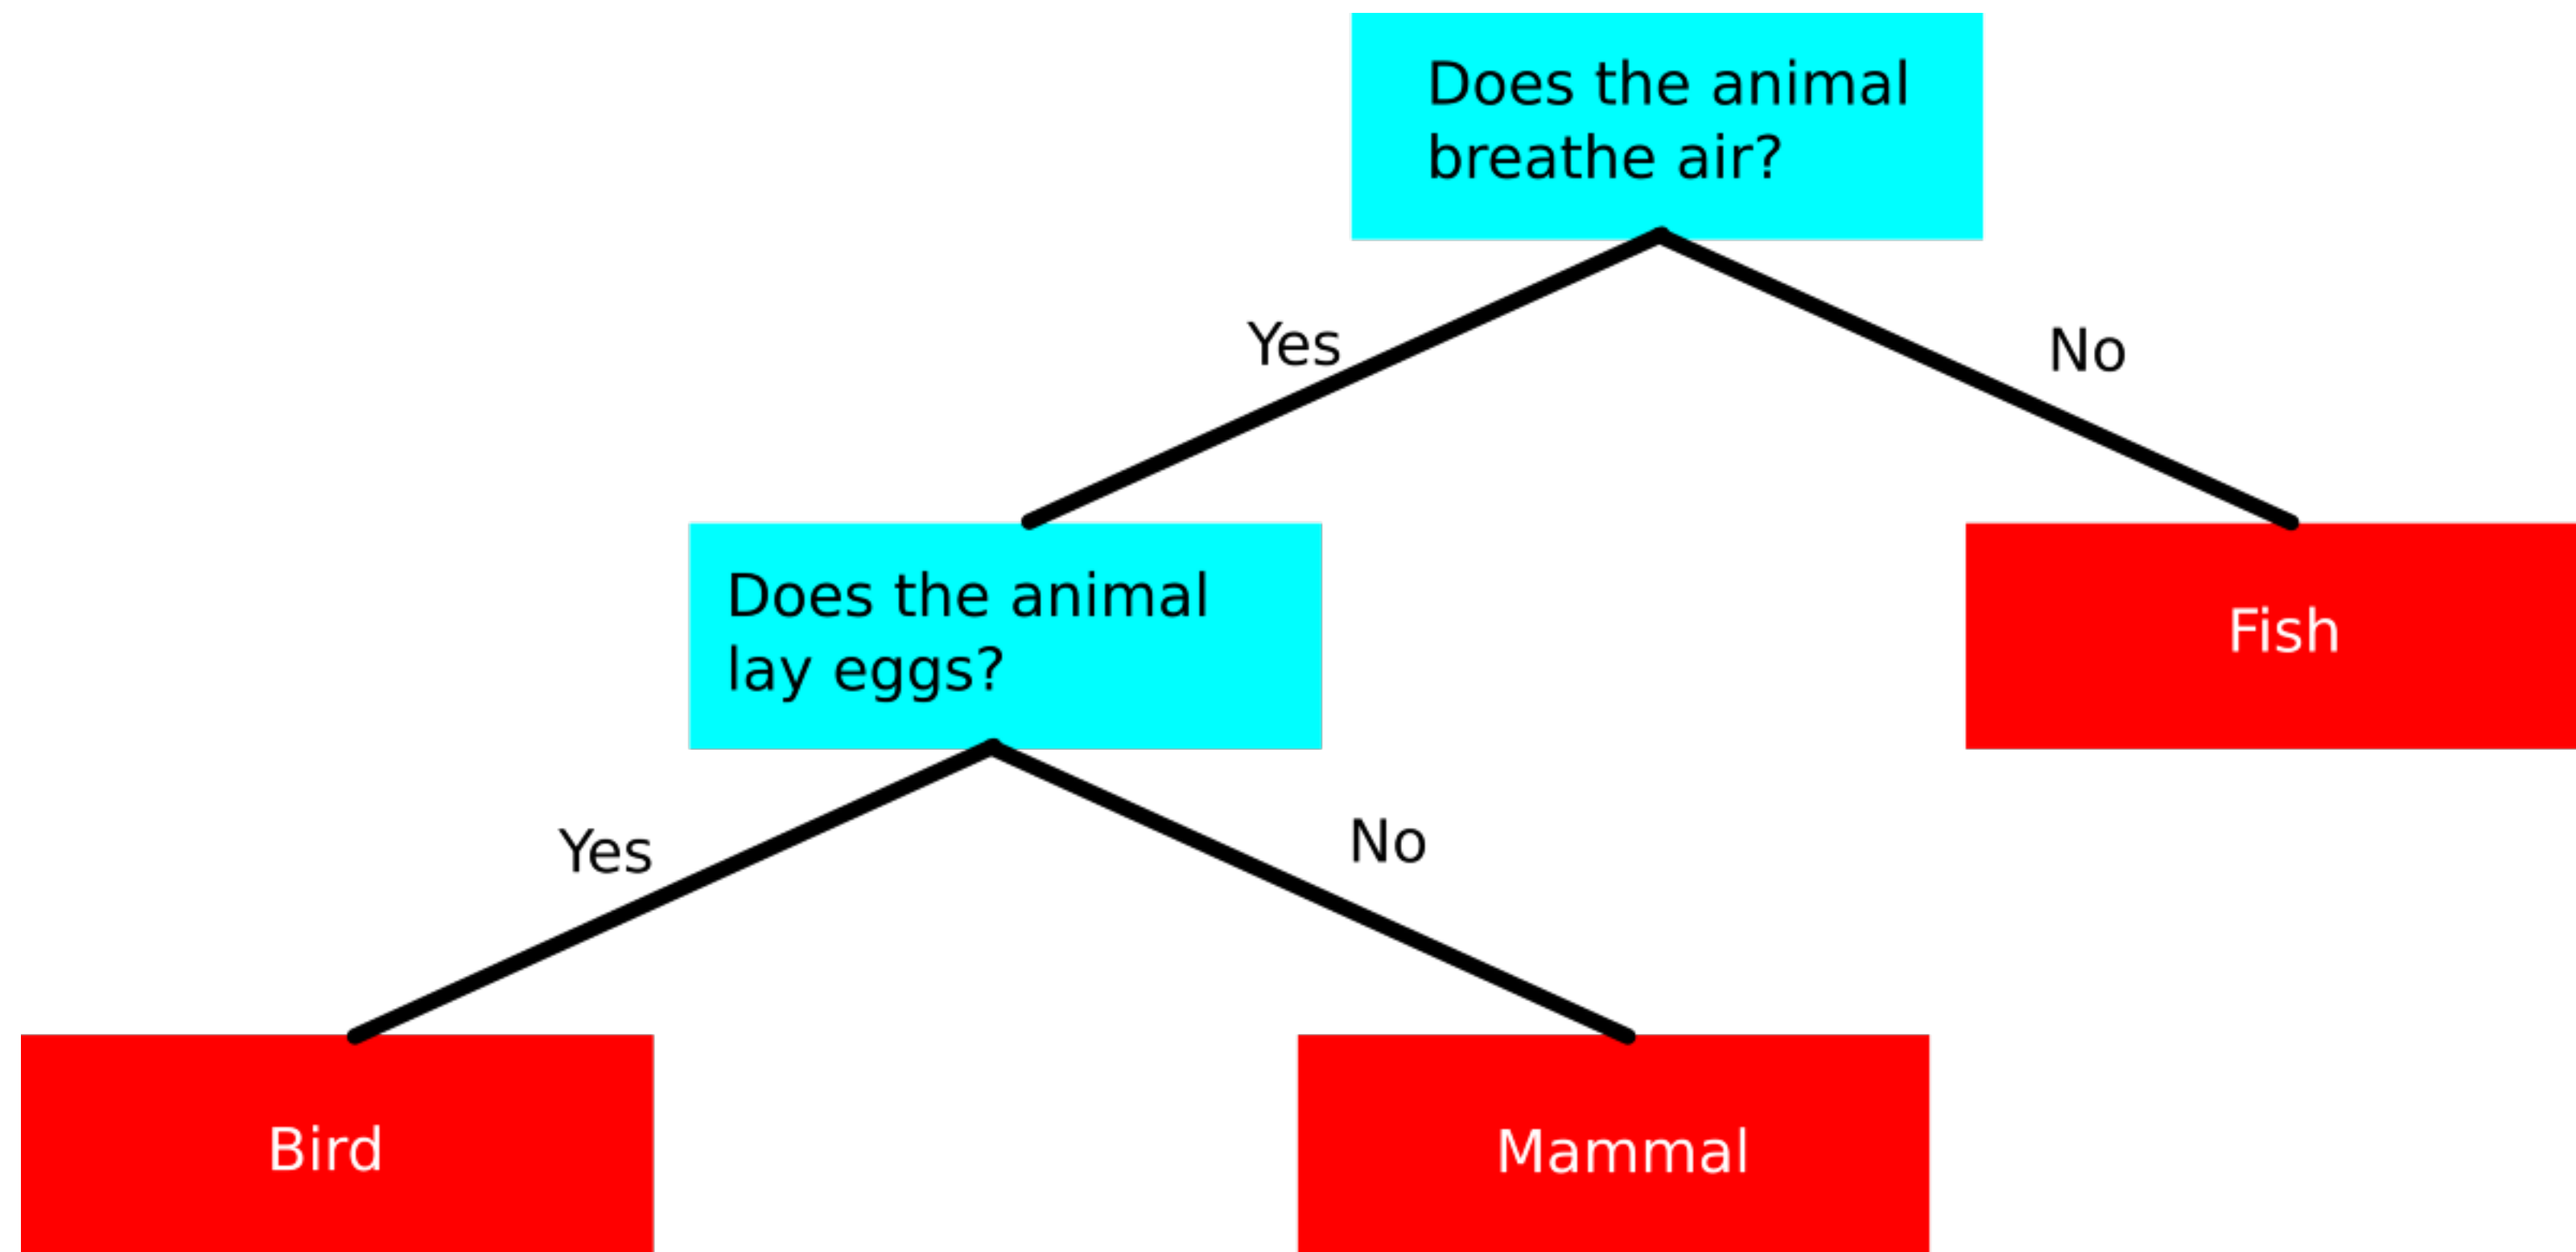 Does the animal
breathe air?
Yes
No
Does the animal
lay eggs?
Fish
Yes
No
Bird
Mammal